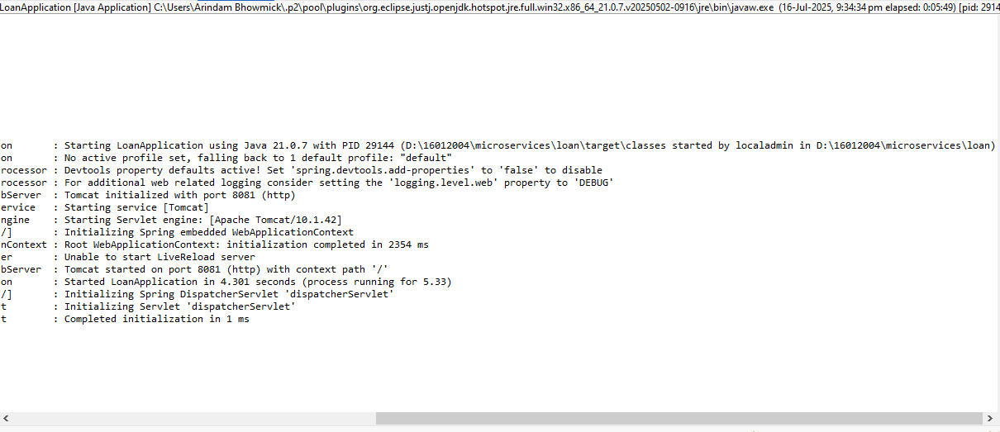 LoanApplication [Java Application] C:\Users\Arindam Bhowmick\.p2\pool\plugins\org.eclipse.justj.openjdk.hotspot.jre.full.win32.x86_64_21.0.7.v20250502-0916\jre\bin\javaw.exe (16-Jul-2025, 9:34:34 pm elapsed: 0:05:49) [pid: 2914
on : Starting LoanApplication using Java 21.0.7 with PID 29144 (D:\16012004\microservices\loan\target\classes started by localadmin in D:\16012004\microservices\loan)
on : No active profile set, falling back to 1 default profile: "default"
rocessor : Devtools property defaults active! Set 'spring.devtools.add-properties' to 'false' to disable
rocessor : For additional web related logging consider setting the 'logging.level.web' property to 'DEBUG'
bServer : Tomcat initialized with port 8081 (http)
ervice : Starting service [Tomcat]
ngine : Starting Servlet engine: [Apache Tomcat/10.1.42]
/] : Initializing Spring embedded WebApplicationContext
nContext : Root WebApplicationContext: initialization completed in 2354 ms
er : Unable to start LiveReload server
bServer : Tomcat started on port 8081 (http) with context path '/'
on : Started LoanApplication in 4.301 seconds (process running for 5.33)
/] : Initializing Spring DispatcherServlet 'dispatcherServlet'
t : Initializing Servlet 'dispatcherServlet'
t : Completed initialization in 1 ms